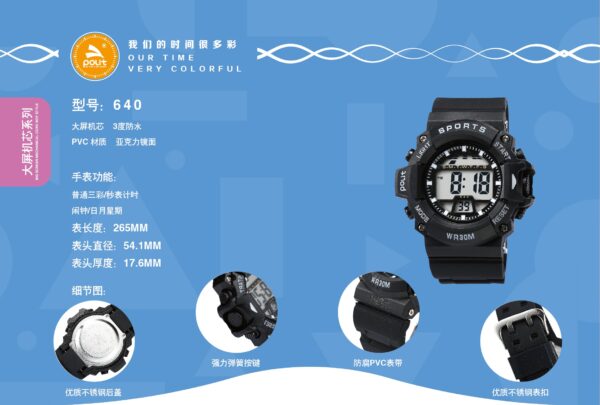 polit
我们的时间很多彩
OUR TIME
VERY COLORFUL
大屏机芯系列
型号：640
大屏机芯 3度防水
PVC 材质 亚克力镜面
手表功能：
普通三彩/秒表计时
闹钟/日月星期
表长度：265MM
表头直径：54.1MM
表头厚度：17.6MM
细节图：
SPORTS
LIGHT
START
polit
8:18
39
MODE
RESET
WR30M
WR30M
优质不锈钢后盖
强力弹簧按键
防腐PVC表带
优质不锈钢表扣